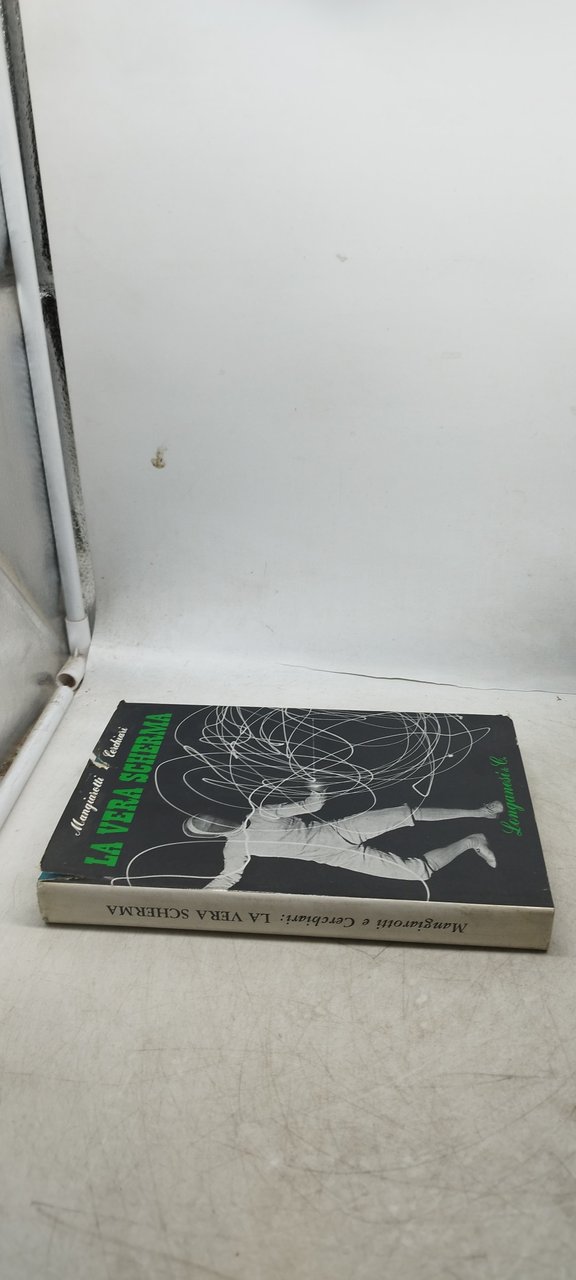 Mangiarotti e Cerchiari
LA VERA SCHERMA
Longanesi & C.
Mangiarotti e Cerchiari: LA VERA SCHERMA